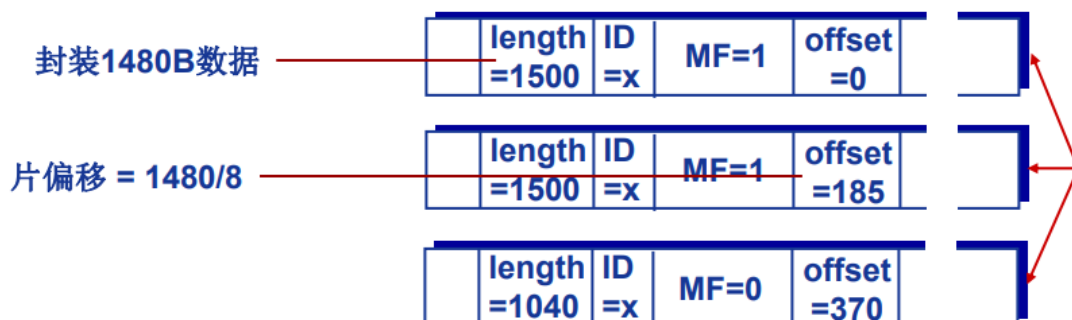 封装1480B数据
length ID MF=1 offset
=1500 =x =0
片偏移 = 1480/8
length ID MF=1 offset
=1500 =x =185
length ID MF=0 offset
=1040 =x =370